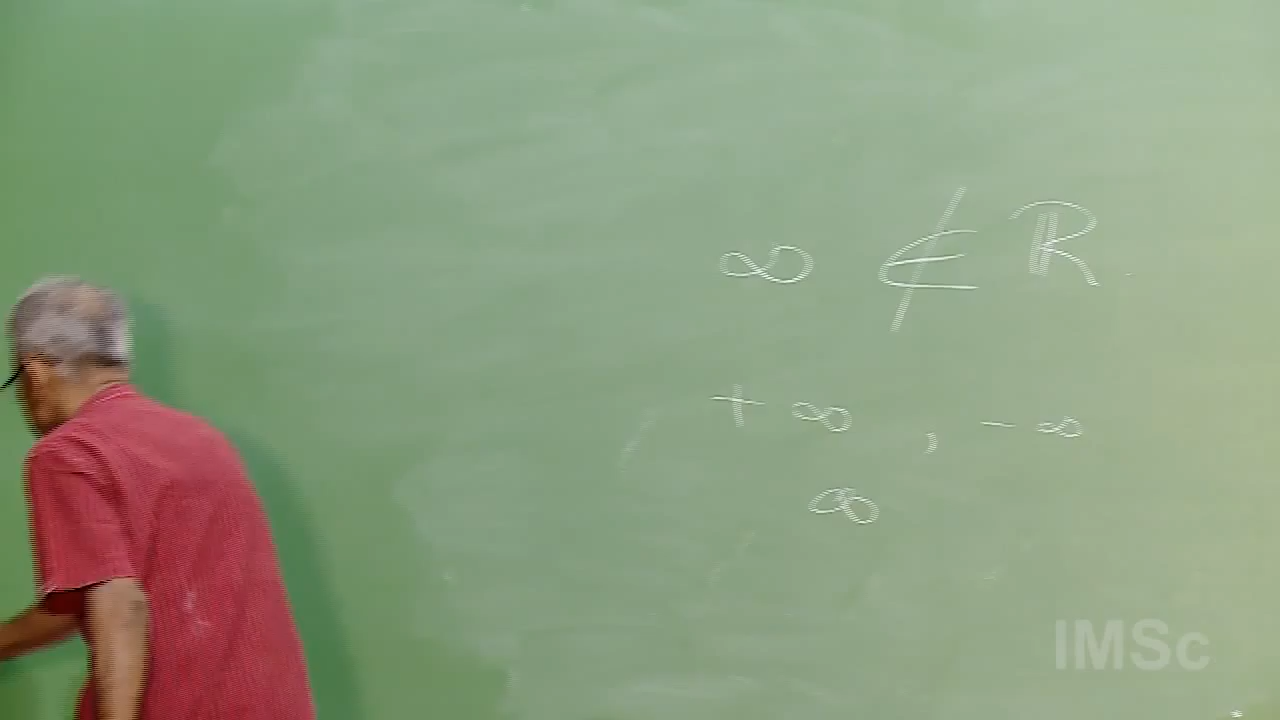 ∞ ∉ ℝ
+ ∞ , - ∞
∞
IMSc